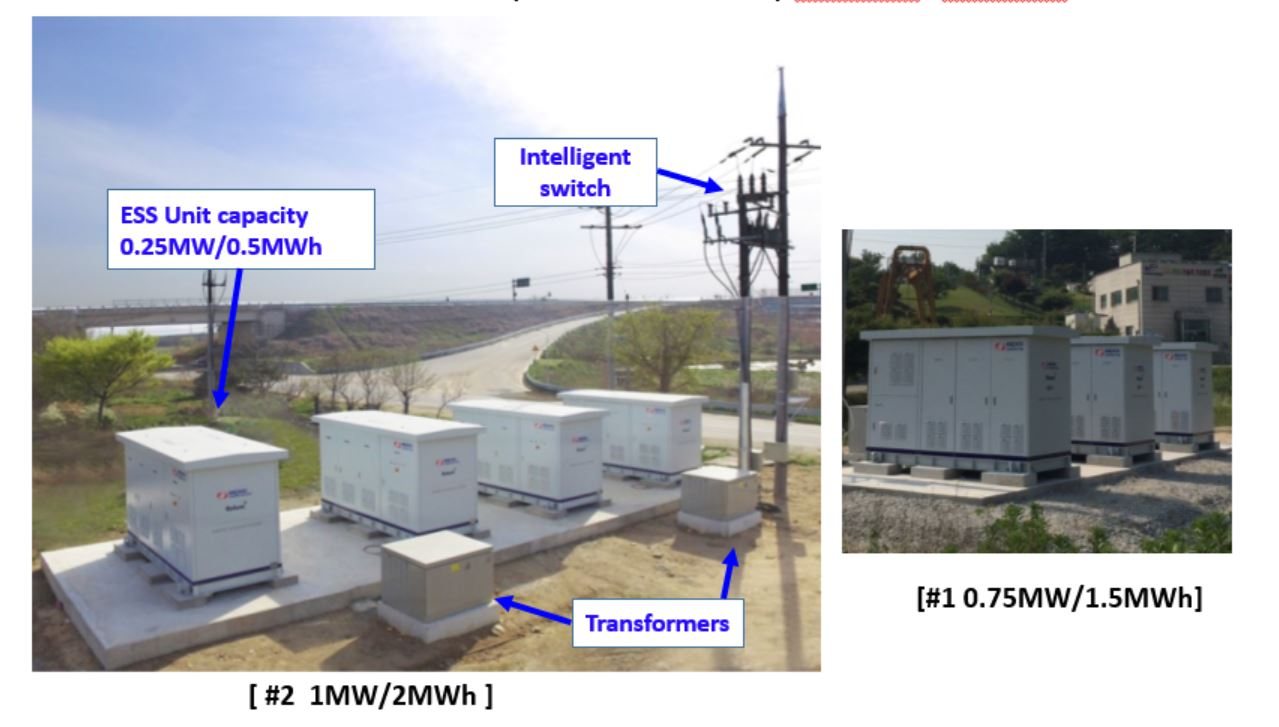 Intelligent
switch
ESS Unit capacity
0.25MW/0.5MWh
Transformers
[ #2 1MW/2MWh ]
[#1 0.75MW/1.5MWh]